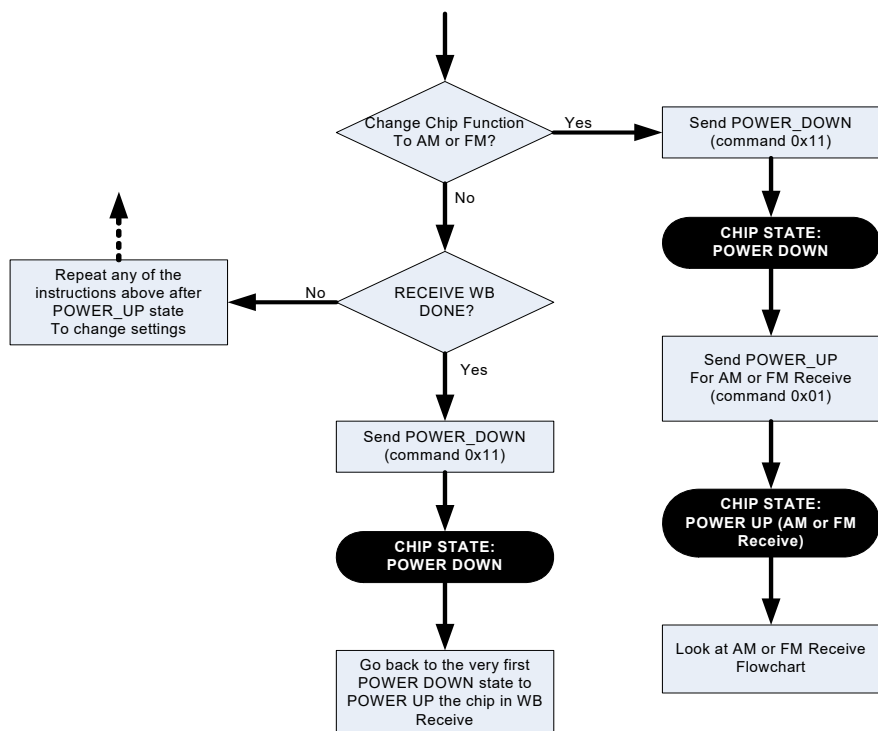 Change Chip Function
To AM or FM?
Yes
Send POWER_DOWN
(command 0x11)
No
CHIP STATE:
POWER DOWN
Repeat any of the
instructions above after
POWER_UP state
To change settings
No
RECEIVE WB
DONE?
Yes
Send POWER_UP
For AM or FM Receive
(command 0x01)
Send POWER_DOWN
(command 0x11)
CHIP STATE:
POWER UP (AM or FM
Receive)
CHIP STATE:
POWER DOWN
Look at AM or FM Receive
Flowchart
Go back to the very first
POWER DOWN state to
POWER UP the chip in WB
Receive